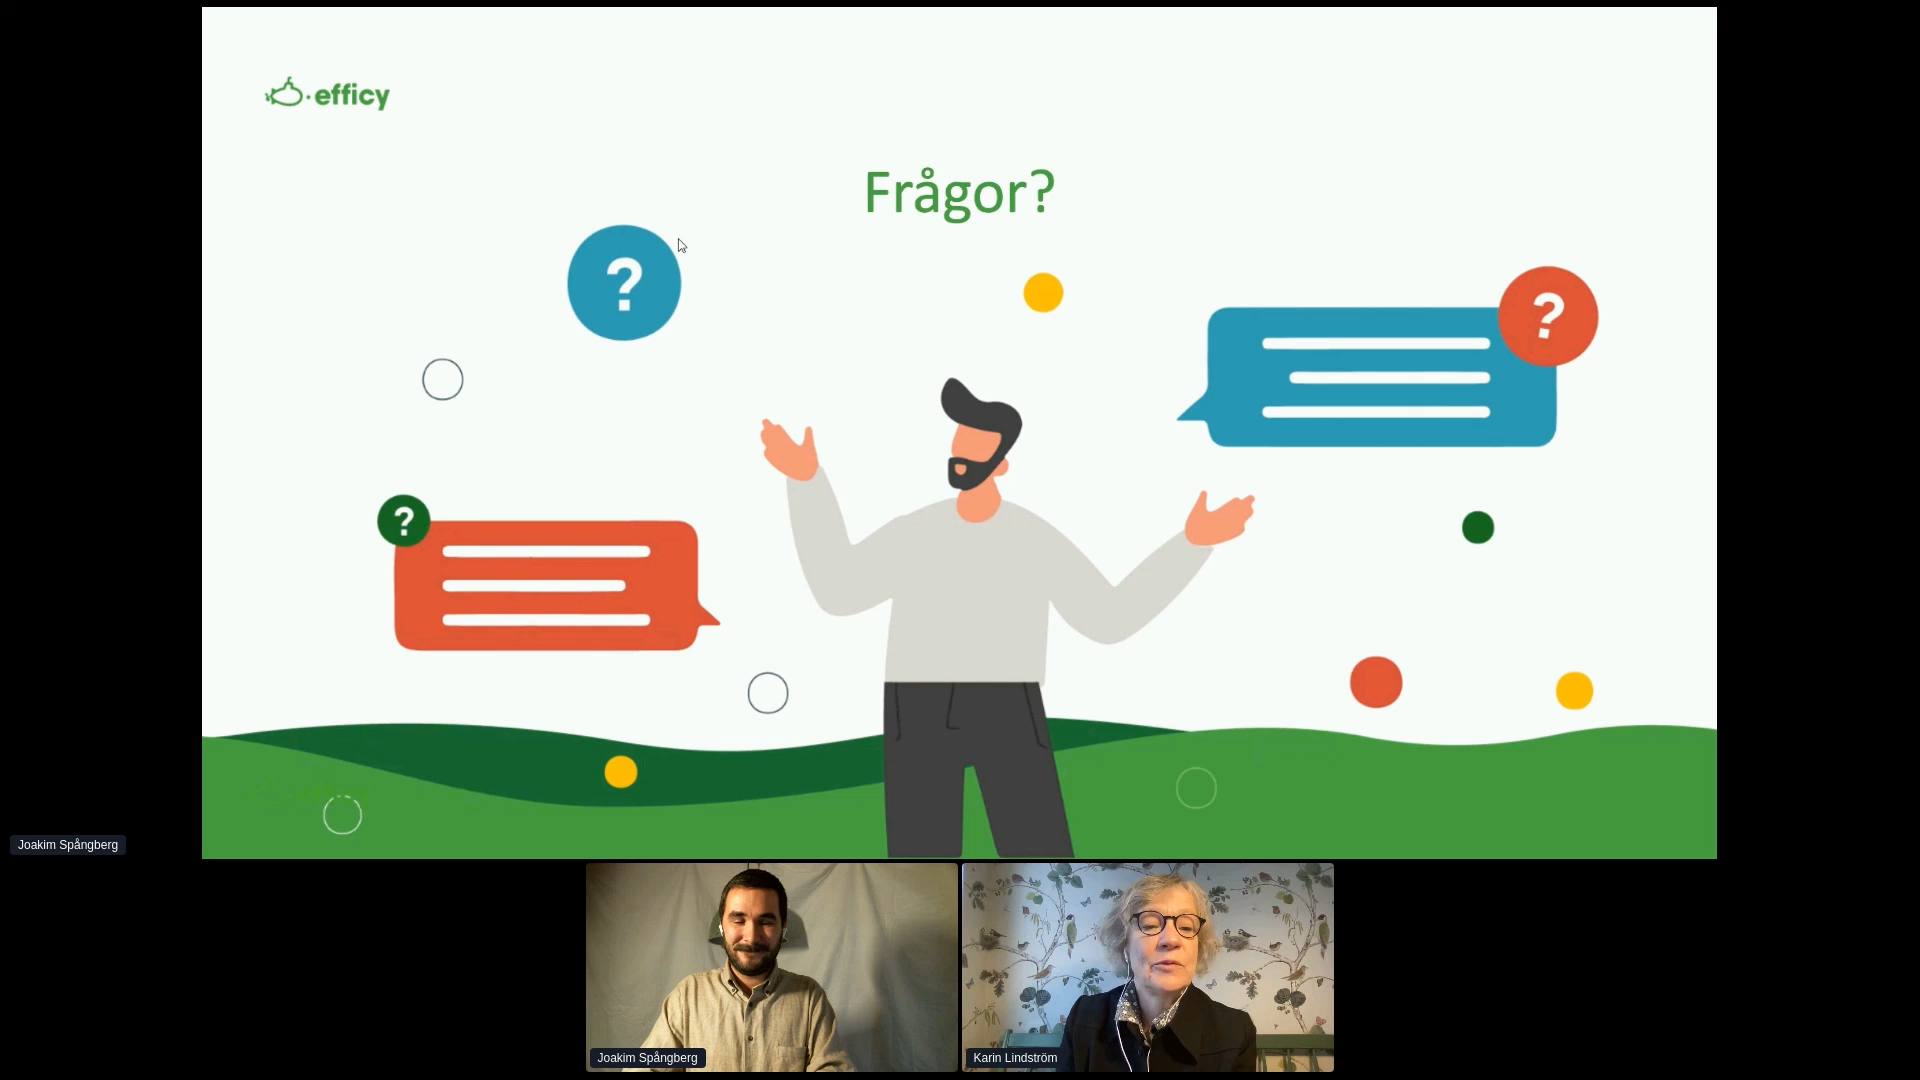 efficy
Frågor?
?
?
?
Joakim Spångberg
Joakim Spångberg
Karin Lindström